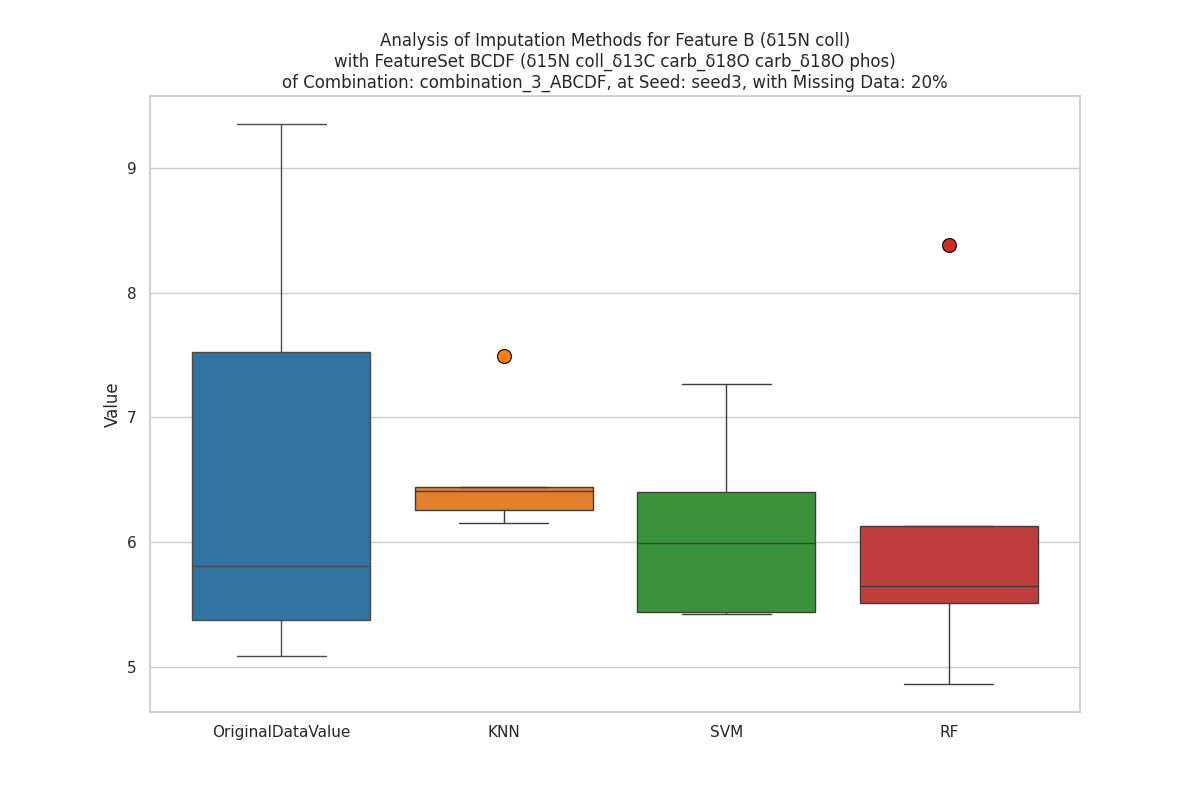 Analysis of Imputation Methods for Feature B (δ15N coll)
with FeatureSet BCDF (δ15N coll_δ13C carb_δ18O carb_δ18O phos)
of Combination: combination_3_ABCDF, at Seed: seed3, with Missing Data: 20%
9
8
7
6
5
Value
OriginalDataValue
KNN
SVM
RF